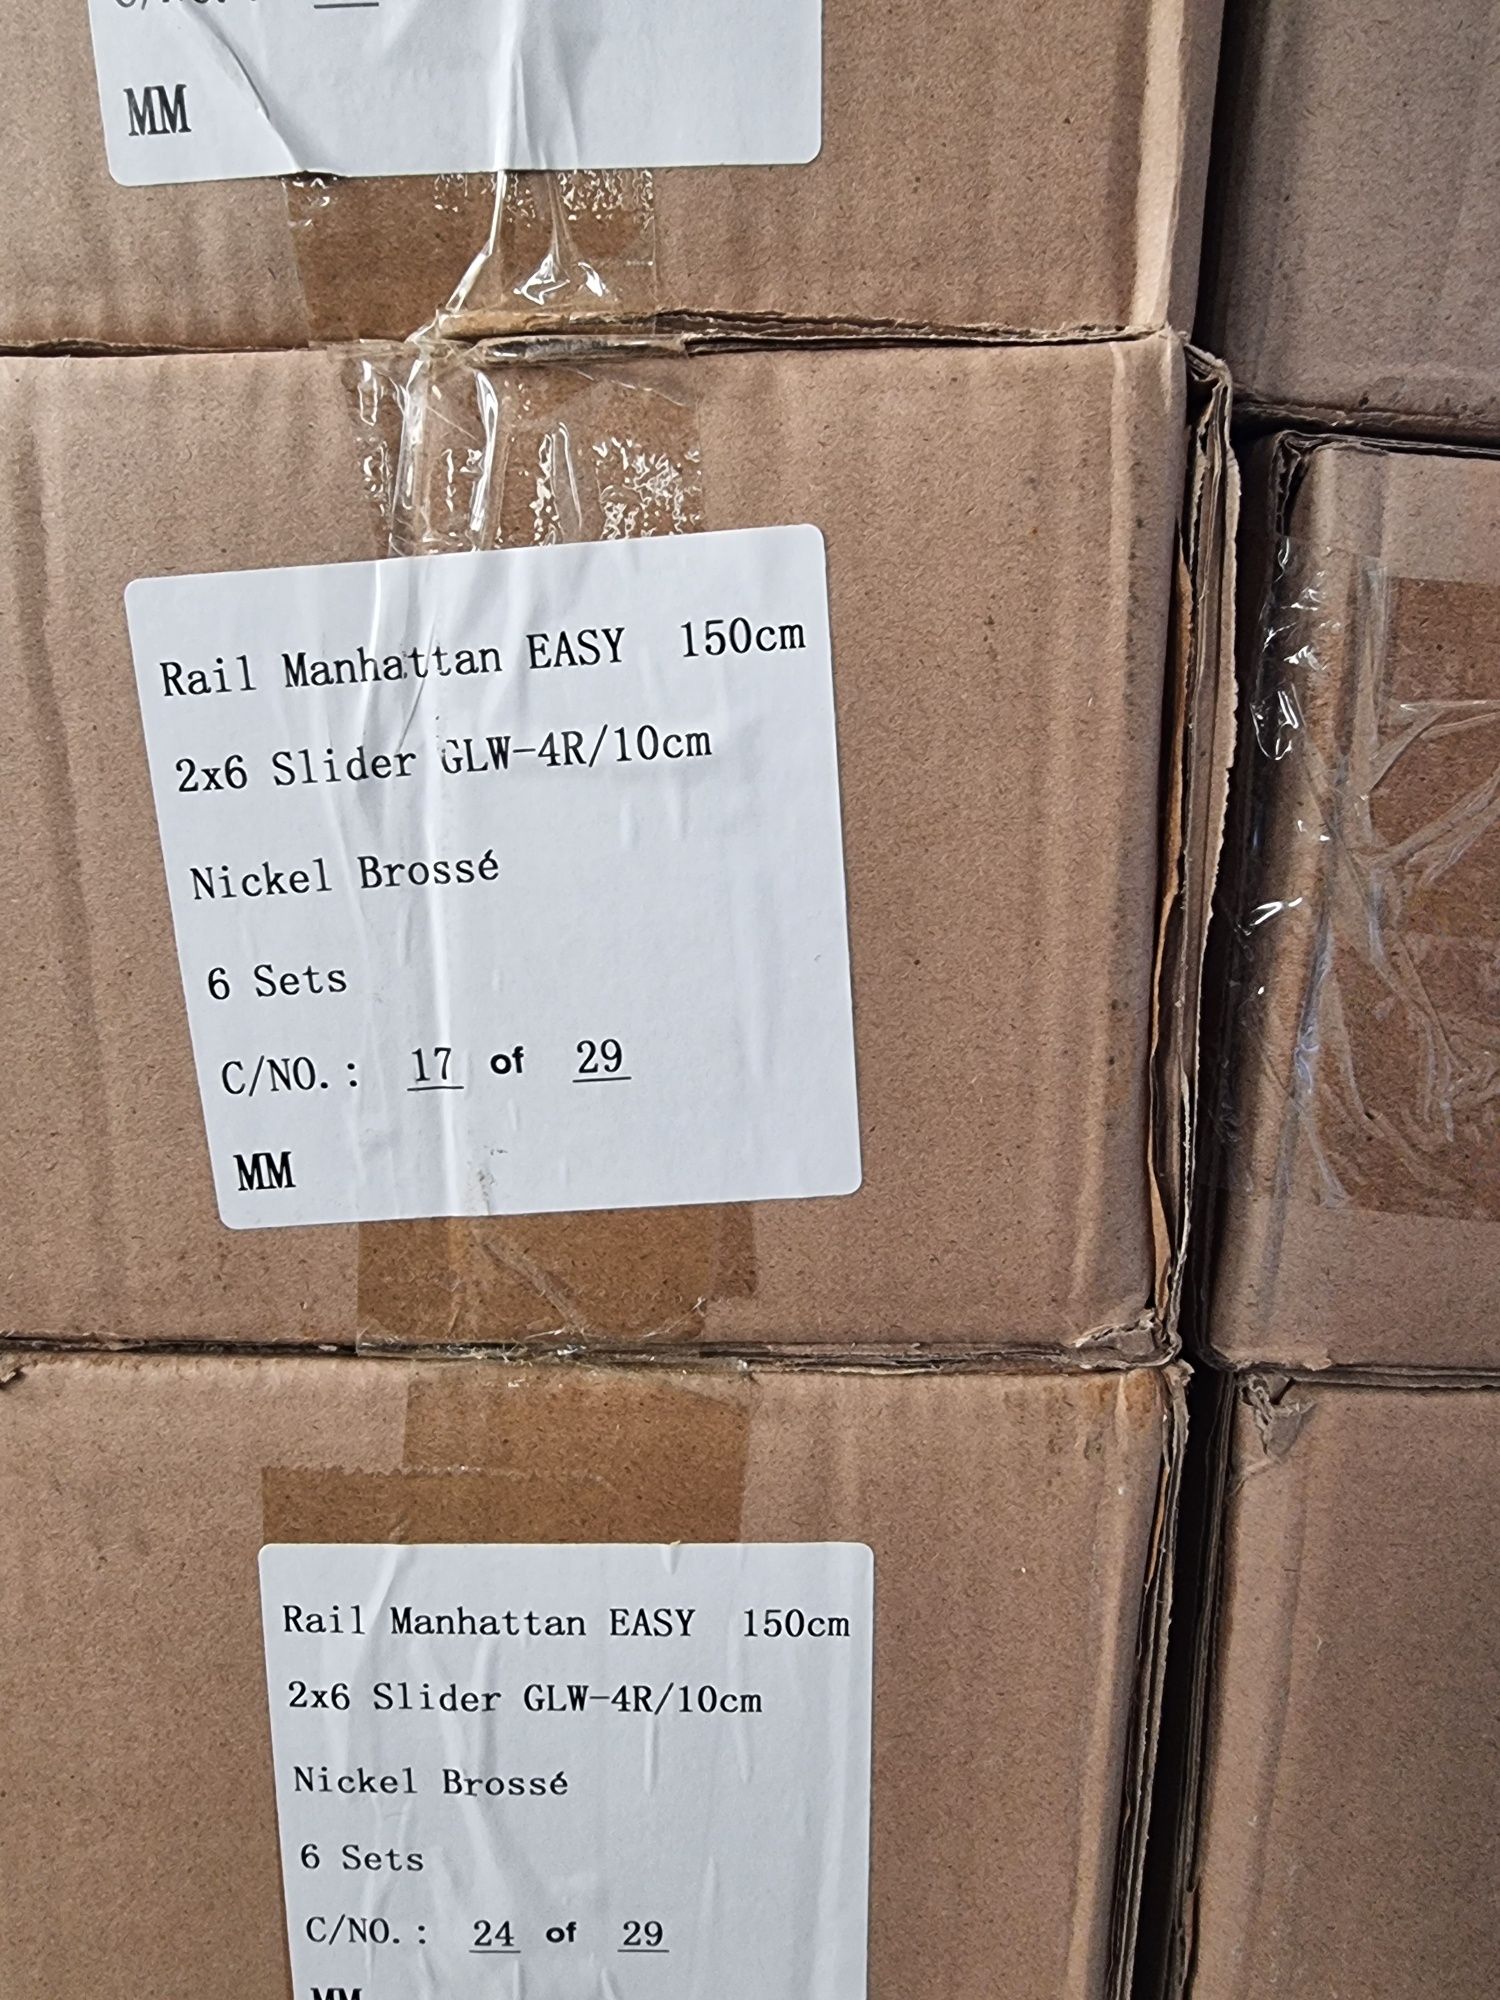 MM
Rail Manhattan EASY 150cm
2x6 Slider GLW-4R/10cm
Nickel Brossé
6 Sets
C/NO.: 17 of 29
MM
Rail Manhattan EASY 150cm
2x6 Slider GLW-4R/10cm
Nickel Brossé
6 Sets
C/NO.: 24 of 29
MM